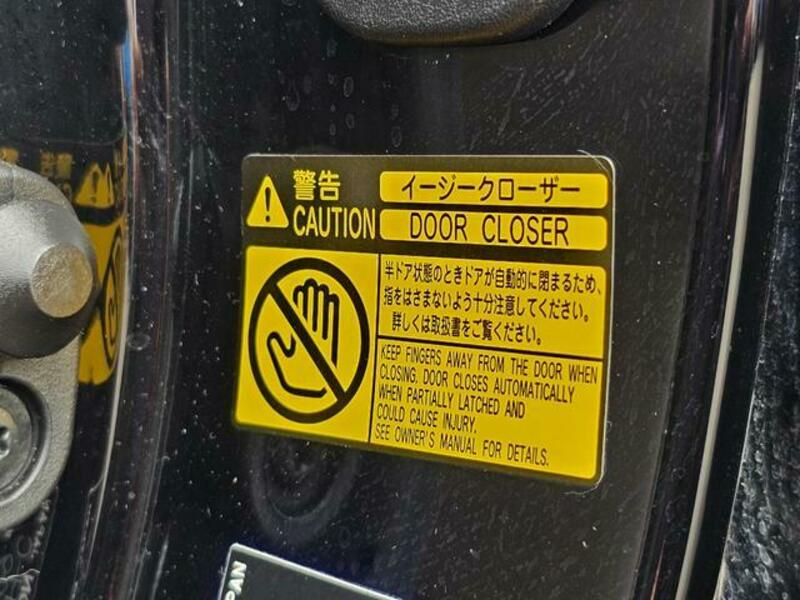 警告
CAUTION
イージークローザー
DOOR CLOSER
半ドア状態のときドアが自動的に閉まるため、
指をはさまないよう十分注意してください。
詳しくは取扱書をご覧ください。
KEEP FINGERS AWAY FROM THE DOOR WHEN
CLOSING. DOOR CLOSES AUTOMATICALLY
WHEN PARTIALLY LATCHED AND
COULD CAUSE INJURY.
SEE OWNER'S MANUAL FOR DETAILS.